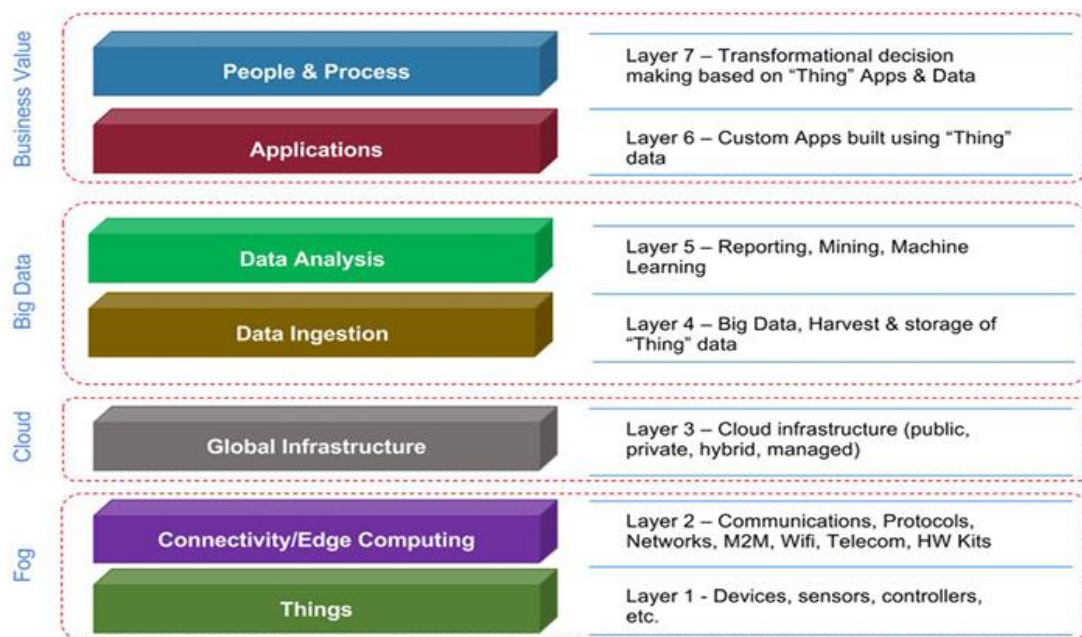 Business Value
People & Process
Layer 7 – Transformational decision
making based on “Thing” Apps & Data
Applications
Layer 6 – Custom Apps built using “Thing”
data
Big Data
Data Analysis
Layer 5 – Reporting, Mining, Machine
Learning
Data Ingestion
Layer 4 – Big Data, Harvest & storage of
“Thing” data
Cloud
Global Infrastructure
Layer 3 – Cloud infrastructure (public,
private, hybrid, managed)
Fog
Connectivity/Edge Computing
Layer 2 – Communications, Protocols,
Networks, M2M, Wifi, Telecom, HW Kits
Things
Layer 1 - Devices, sensors, controllers,
etc.